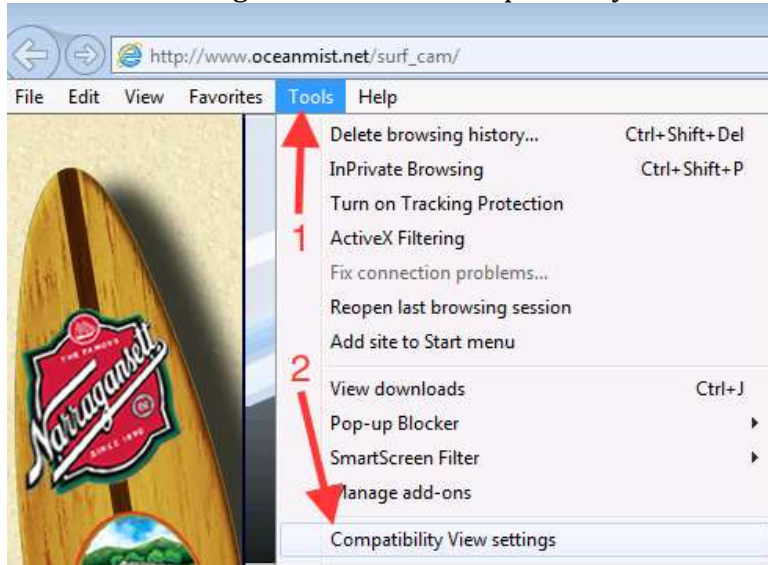 http://www.oceanmist.net/surf_cam/
File Edit View Favorites Tools Help
Delete browsing history... Ctrl+Shift+Del
InPrivate Browsing Ctrl+Shift+P
Turn on Tracking Protection
1
ActiveX Filtering
Fix connection problems...
Reopen last browsing session
Add site to Start menu
2
View downloads Ctrl+J
Pop-up Blocker
SmartScreen Filter
Manage add-ons
Compatibility View settings
THE FAMOUS
Narragansett
SINCE 1890